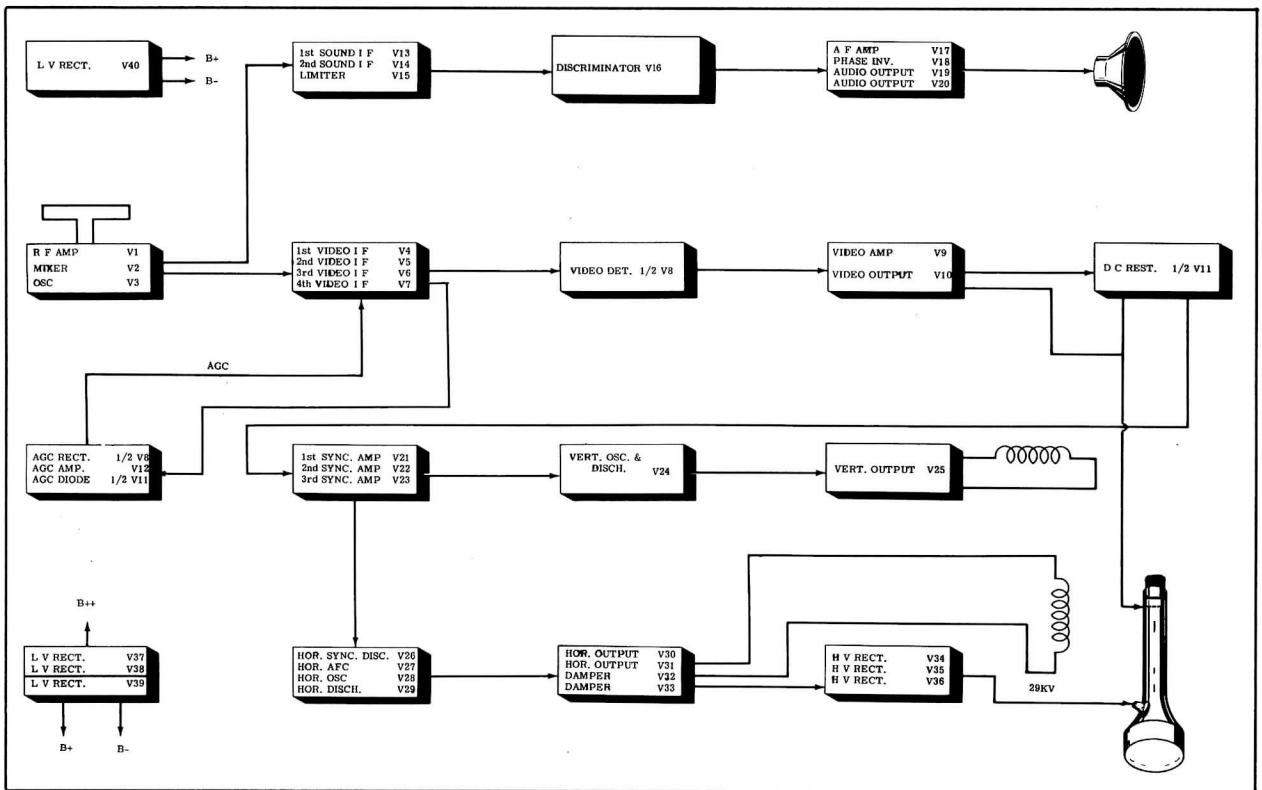 L V RECT. V40
B+
B-
1st SOUND I F V13
2nd SOUND I F V14
LIMITER V15
DISCRIMINATOR V16
A F AMP V17
PHASE INV. V18
AUDIO OUTPUT V19
AUDIO OUTPUT V20
R F AMP V1
MIXER V2
OSC V3
1st VIDEO I F V4
2nd VIDEO I F V5
3rd VIDEO I F V6
4th VIDEO I F V7
VIDEO DET. 1/2 V8
VIDEO AMP V9
VIDEO OUTPUT V10
D C REST. 1/2 V11
AGC
AGC RECT. 1/2 V8
AGC AMP. V12
AGC DIODE 1/2 V11
1st SYNC. AMP V21
2nd SYNC. AMP V22
3rd SYNC. AMP V23
VERT. OSC. &
DISCH. V24
VERT. OUTPUT V25
B++
L V RECT. V37
L V RECT. V38
L V RECT. V39
B+
B-
HOR. SYNC. DISC. V26
HOR. AFC V27
HOR. OSC V28
HOR. DISCH. V29
HOR. OUTPUT V30
HOR. OUTPUT V31
DAMPER V32
DAMPER V33
H V RECT. V34
H V RECT. V35
H V RECT. V36
29KV